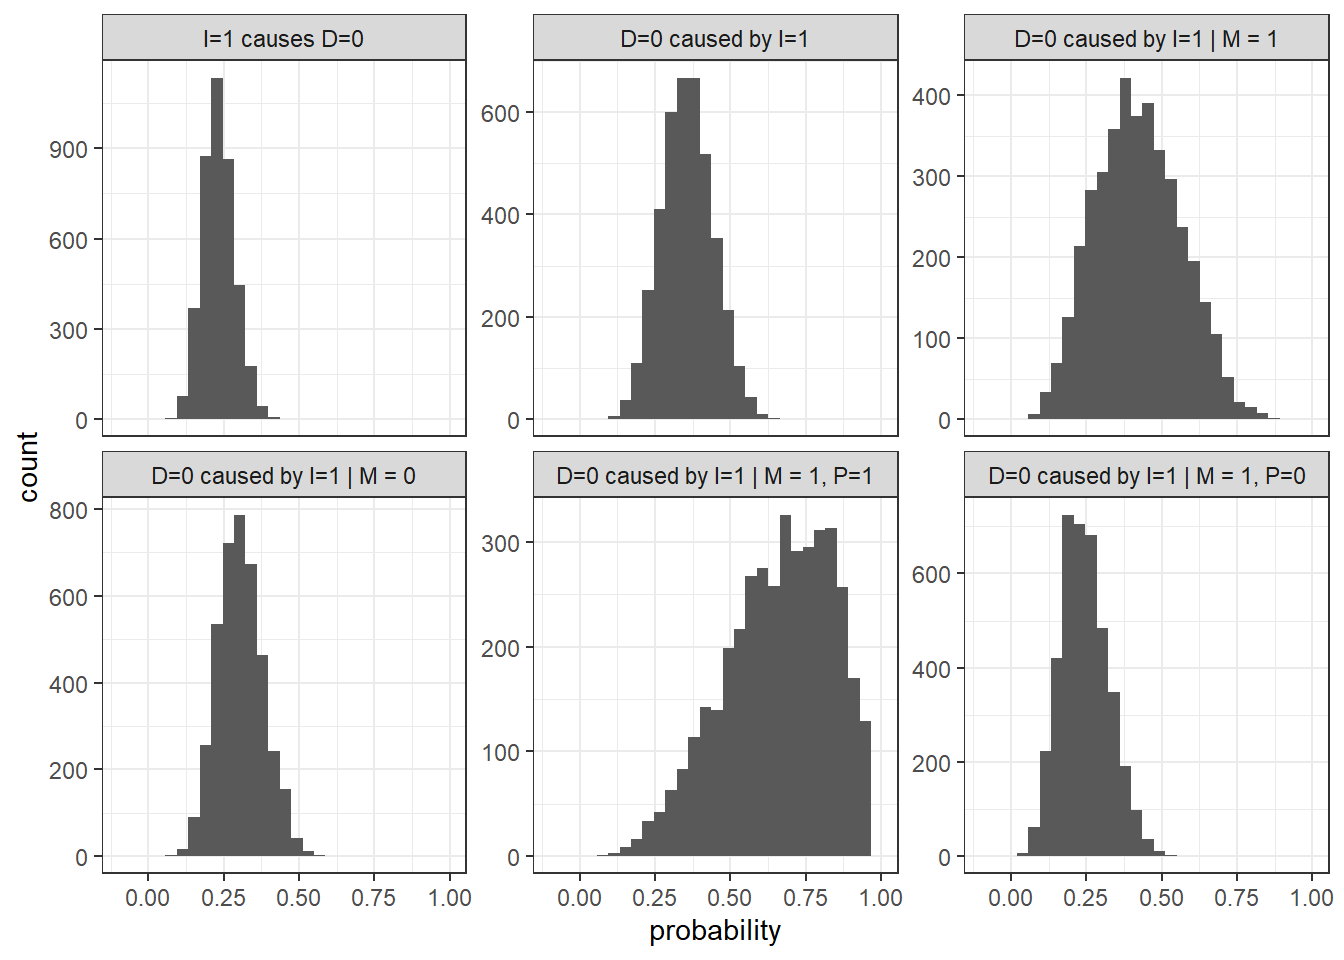 I=1 causes D=0
D=0 caused by I=1
D=0 caused by I=1 | M = 1
900
600
300
0
600
400
200
0
400
300
200
100
0
count
D=0 caused by I=1 | M = 0
D=0 caused by I=1 | M = 1, P=1
D=0 caused by I=1 | M = 1, P=0
800
600
400
200
0
300
200
100
0
600
400
200
0
0.00 0.25 0.50 0.75 1.00
0.00 0.25 0.50 0.75 1.00
0.00 0.25 0.50 0.75 1.00
probability